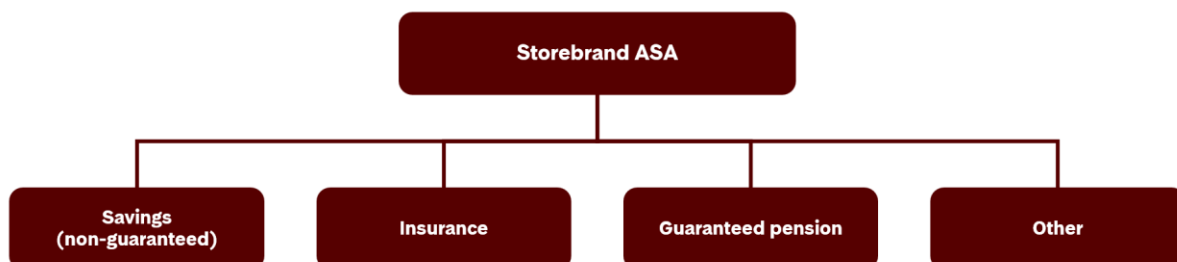 Storebrand ASA
Savings
(non-guaranteed)
Insurance
Guaranteed pension
Other